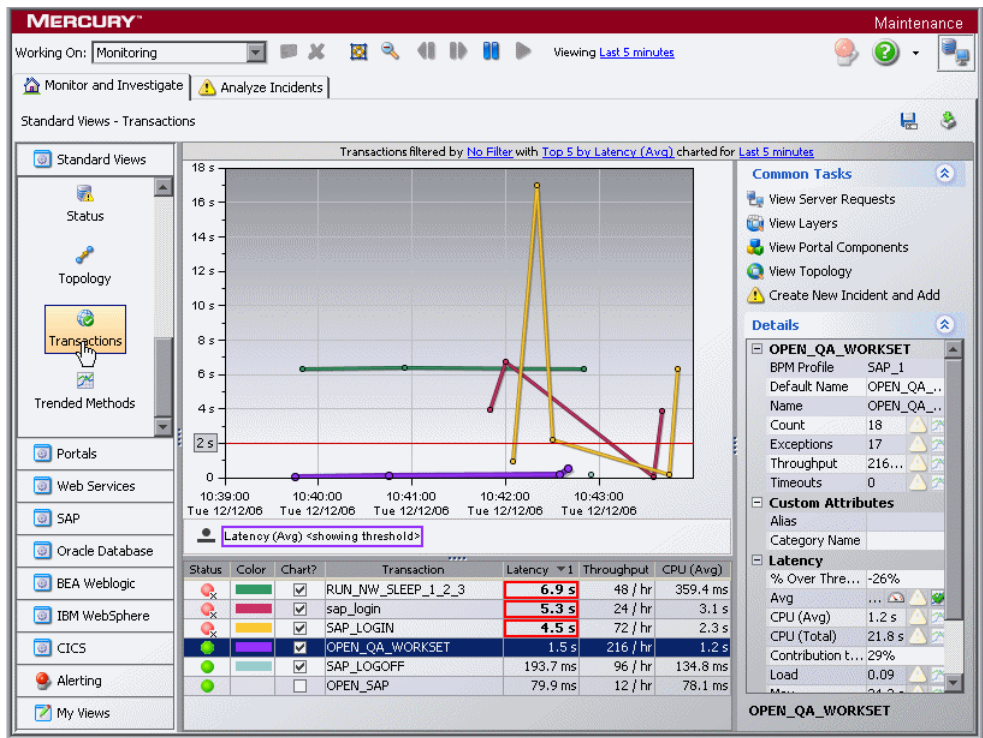 MERCURY™ Maintenance
Working On: Monitoring Viewing Last 5 minutes
Monitor and Investigate Analyze Incidents
Standard Views - Transactions
Standard Views
Status
Topology
Transactions
Trended Methods
Portals
Web Services
SAP
Oracle Database
BEA Weblogic
IBM WebSphere
CICS
Alerting
My Views
Transactions filtered by No Filter with Top 5 by Latency (Avg) charted for Last 5 minutes
18 s
16 s
14 s
12 s
10 s
8 s
6 s
4 s
2 s
0
10:39:00 10:40:00 10:41:00 10:42:00 10:43:00
Tue 12/12/06 Tue 12/12/06 Tue 12/12/06 Tue 12/12/06 Tue 12/12/06
Latency (Avg) <showing threshold>
Status Color Chart? Transaction Latency 1 Throughput CPU (Avg)
RUN_NW_SLEEP_1_2_3 6.9 s 48 / hr 359.4 ms
sap_login 5.3 s 24 / hr 3.1 s
SAP_LOGIN 4.5 s 72 / hr 2.3 s
OPEN_QA_WORKSET 1.5 s 216 / hr 1.2 s
SAP_LOGOFF 193.7 ms 96 / hr 134.8 ms
OPEN_SAP 79.9 ms 12 / hr 78.1 ms
Common Tasks
View Server Requests
View Layers
View Portal Components
View Topology
Create New Incident and Add
Details
OPEN_QA_WORKSET
BPM Profile SAP_1
Default Name OPEN_QA_...
Name OPEN_QA_...
Count 18
Exceptions 17
Throughput 216...
Timeouts 0
Custom Attributes
Alias
Category Name
Latency
% Over Thre... -26%
Avg ...
CPU (Avg) 1.2 s
CPU (Total) 21.8 s
Contribution t... 29%
Load 0.09
OPEN_QA_WORKSET